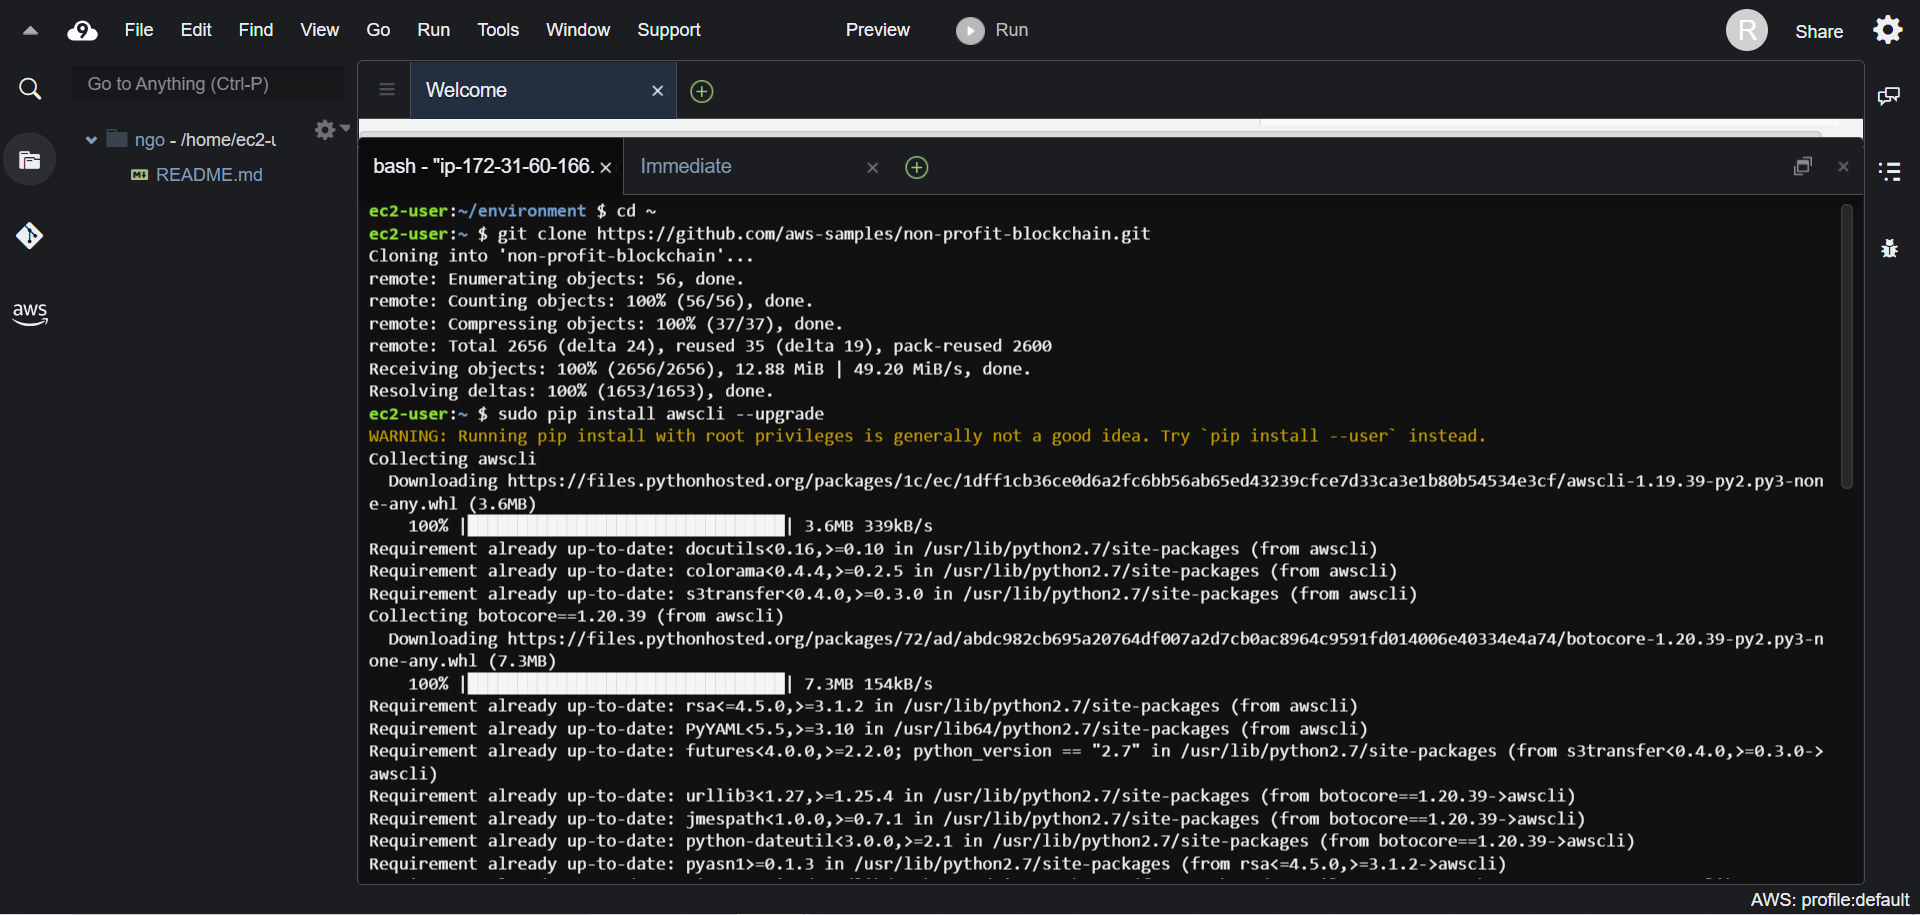 9 File Edit Find View Go Run Tools Window Support Preview Run R Share
Go to Anything (Ctrl-P)
Welcome
ngo - /home/ec2-u
README.md
aws
bash - "ip-172-31-60-166. Immediate
ec2-user:~/environment $ cd ~
ec2-user:~ $ git clone https://github.com/aws-samples/non-profit-blockchain.git
Cloning into 'non-profit-blockchain'...
remote: Enumerating objects: 56, done.
remote: Counting objects: 100% (56/56), done.
remote: Compressing objects: 100% (37/37), done.
remote: Total 2656 (delta 24), reused 35 (delta 19), pack-reused 2600
Receiving objects: 100% (2656/2656), 12.88 MiB | 49.20 MiB/s, done.
Resolving deltas: 100% (1653/1653), done.
ec2-user:~ $ sudo pip install awscli --upgrade
WARNING: Running pip install with root privileges is generally not a good idea. Try `pip install --user` instead.
Collecting awscli
Downloading https://files.pythonhosted.org/packages/1c/ec/1dff1cb36ce0d6a2fc6bb56ab65ed43239cfce7d33ca3e1b80b54534e3cf/awscli-1.19.39-py2.py3-non
e-any.whl (3.6MB)
100% | | 3.6MB 339kB/s
Requirement already up-to-date: docutils<0.16,>=0.10 in /usr/lib/python2.7/site-packages (from awscli)
Requirement already up-to-date: colorama<0.4.4,>=0.2.5 in /usr/lib/python2.7/site-packages (from awscli)
Requirement already up-to-date: s3transfer<0.4.0,>=0.3.0 in /usr/lib/python2.7/site-packages (from awscli)
Collecting botocore==1.20.39 (from awscli)
Downloading https://files.pythonhosted.org/packages/72/ad/abdc982cb695a20764df007a2d7cb0ac8964c9591fd014006e40334e4a74/botocore-1.20.39-py2.py3-n
one-any.whl (7.3MB)
100% | | 7.3MB 154kB/s
Requirement already up-to-date: rsa<=4.5.0,>=3.1.2 in /usr/lib/python2.7/site-packages (from awscli)
Requirement already up-to-date: PyYAML<5.5,>=3.10 in /usr/lib64/python2.7/site-packages (from awscli)
Requirement already up-to-date: futures<4.0.0,>=2.2.0; python_version == "2.7" in /usr/lib/python2.7/site-packages (from s3transfer<0.4.0,>=0.3.0->
awscli)
Requirement already up-to-date: urllib3<1.27,>=1.25.4 in /usr/lib/python2.7/site-packages (from botocore==1.20.39->awscli)
Requirement already up-to-date: jmespath<1.0.0,>=0.7.1 in /usr/lib/python2.7/site-packages (from botocore==1.20.39->awscli)
Requirement already up-to-date: python-dateutil<3.0.0,>=2.1 in /usr/lib/python2.7/site-packages (from botocore==1.20.39->awscli)
Requirement already up-to-date: pyasn1>=0.1.3 in /usr/lib/python2.7/site-packages (from rsa<=4.5.0,>=3.1.2->awscli)
AWS: profile:default